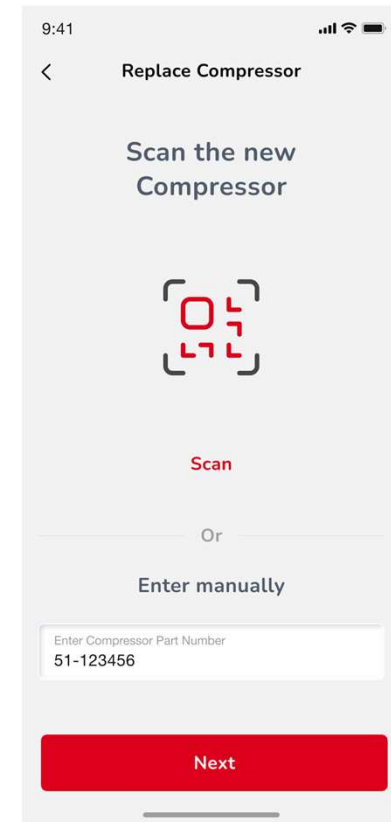 9:41
Replace Compressor
Scan the new
Compressor
Scan
Or
Enter manually
Enter Compressor Part Number
51-123456
Next